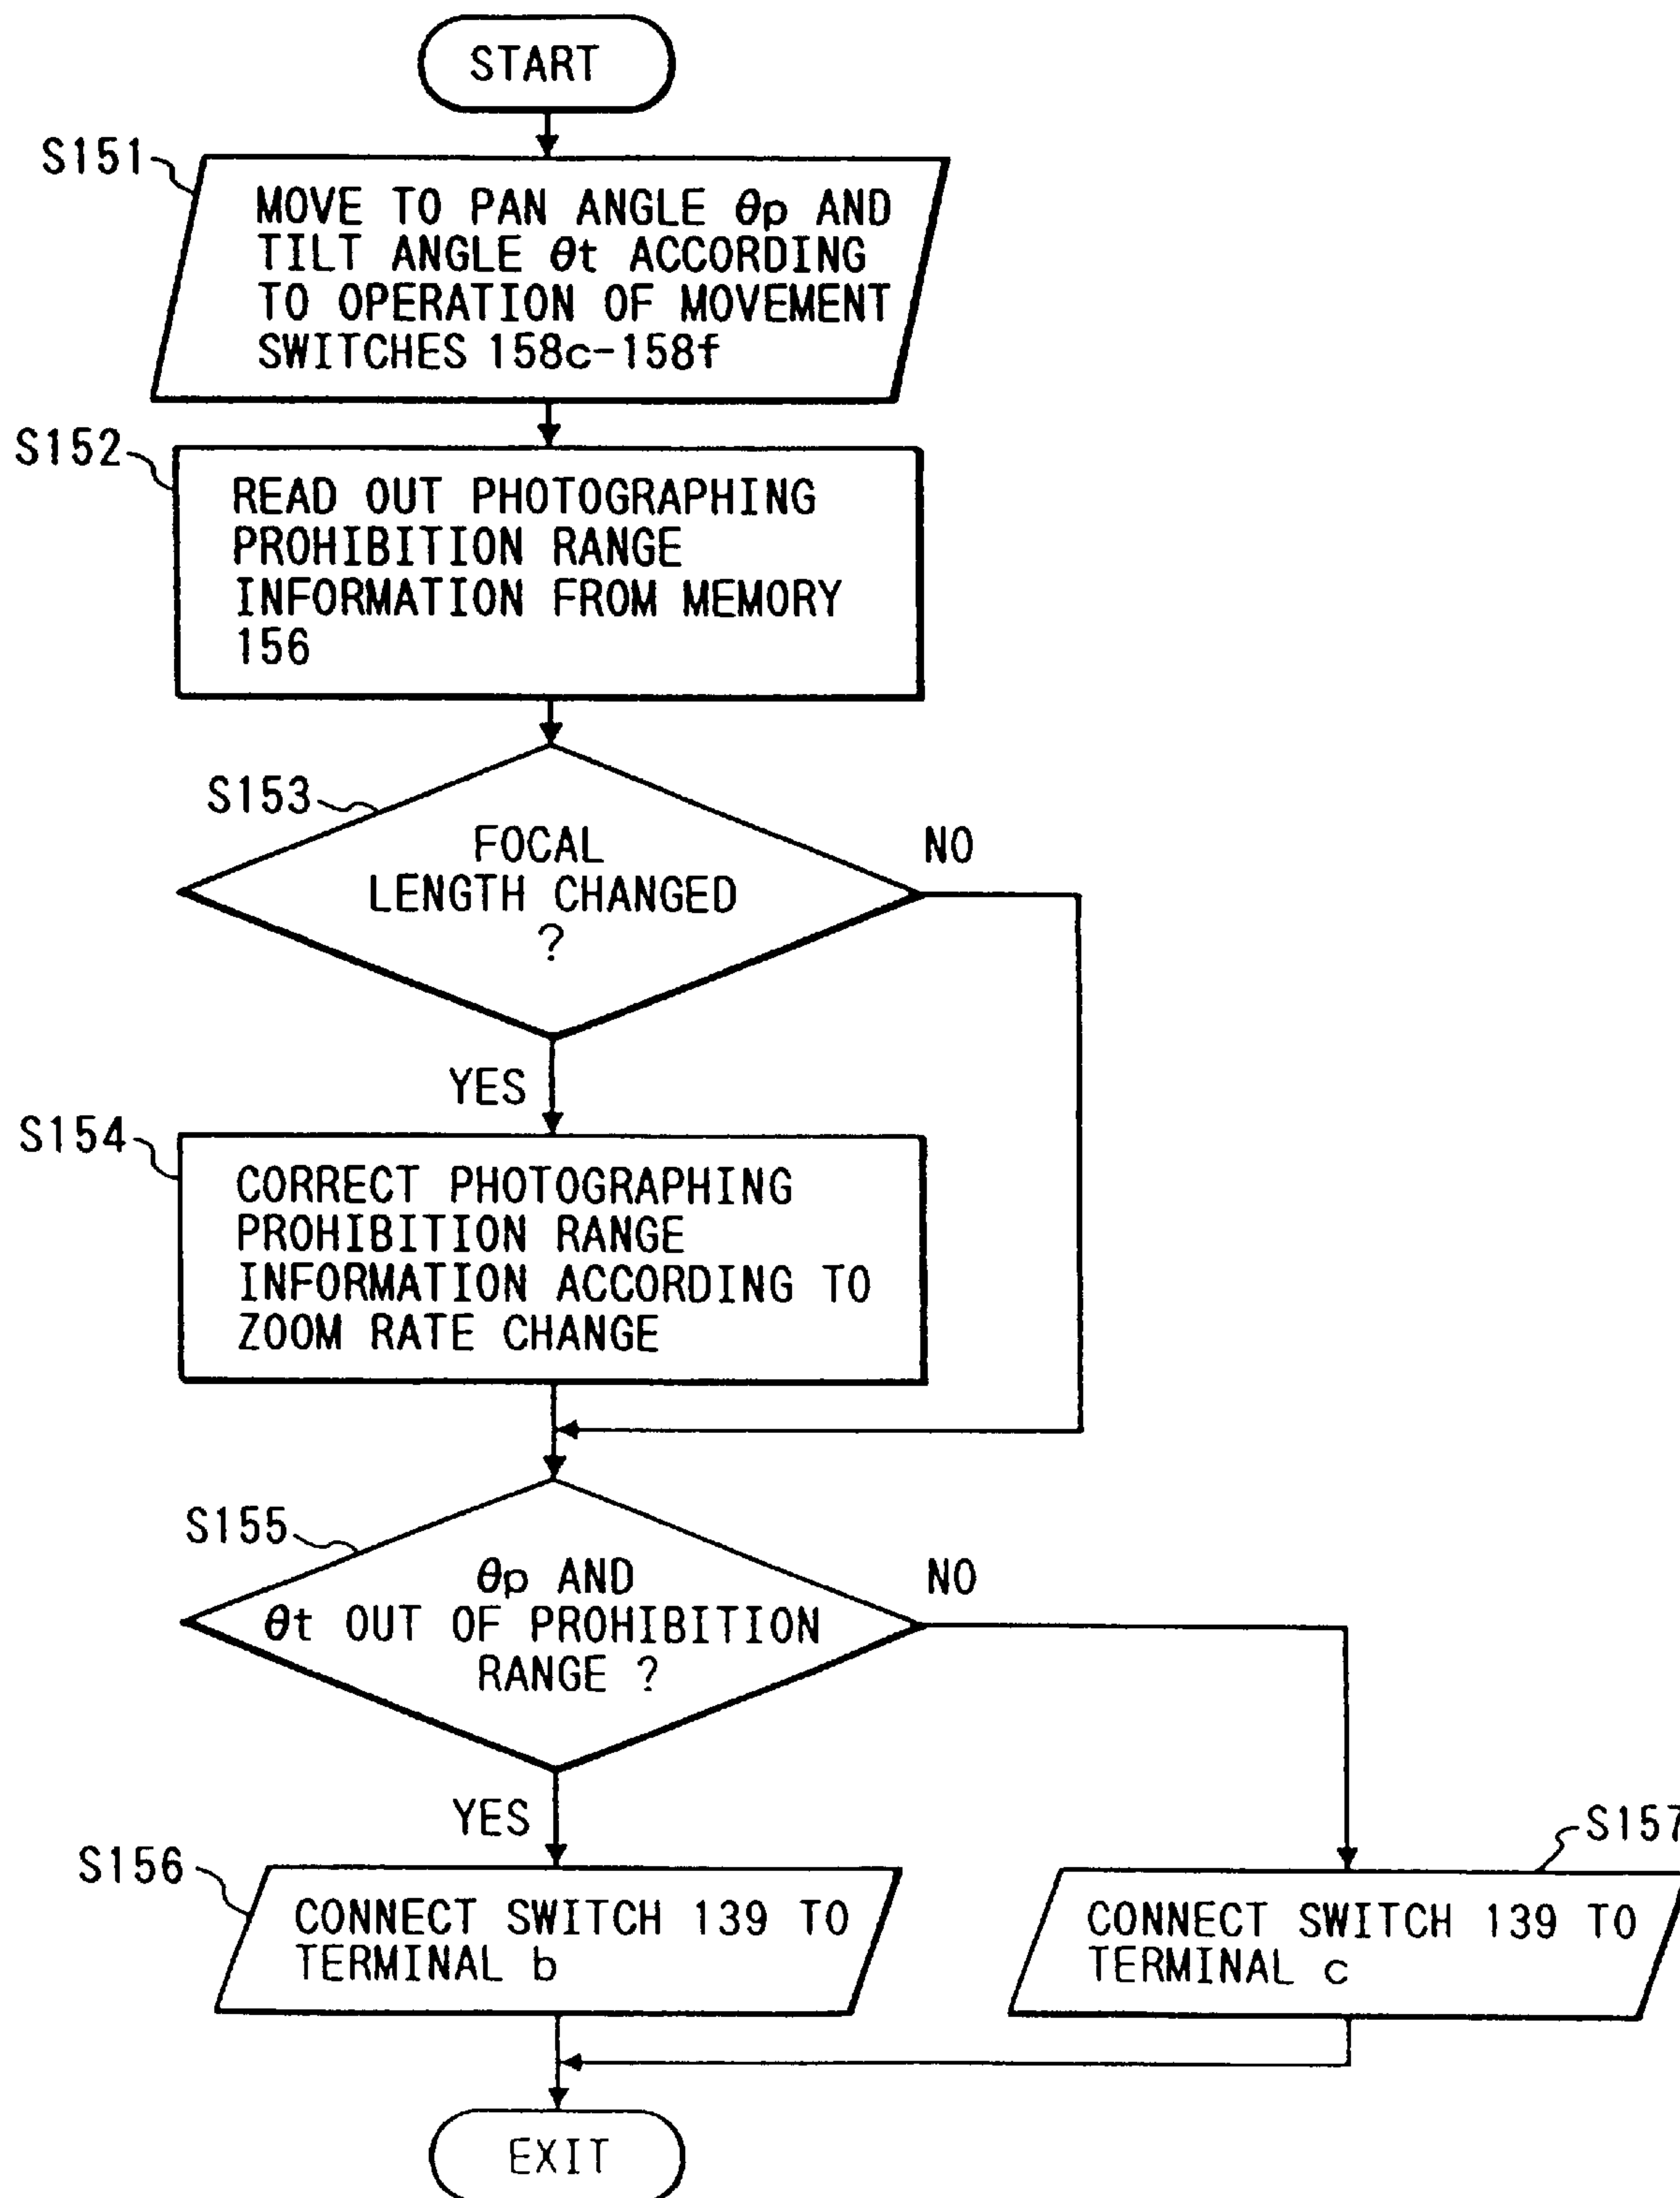 START
S151
MOVE TO PAN ANGLE θp AND
TILT ANGLE θt ACCORDING
TO OPERATION OF MOVEMENT
SWITCHES 158c-158f
S152
READ OUT PHOTOGRAPHING
PROHIBITION RANGE
INFORMATION FROM MEMORY
156
S153
FOCAL
LENGTH CHANGED
?
NO
YES
S154
CORRECT PHOTOGRAPHING
PROHIBITION RANGE
INFORMATION ACCORDING TO
ZOOM RATE CHANGE
S155
θp AND
θt OUT OF PROHIBITION
RANGE ?
NO
YES
S156
CONNECT SWITCH 139 TO
TERMINAL b
S157
CONNECT SWITCH 139 TO
TERMINAL c
EXIT